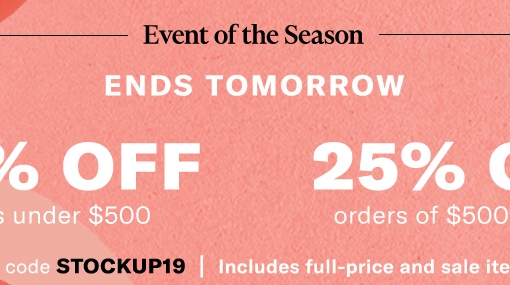 Event of the Season
ENDS TOMORROW
% OFF 25%
under $500 orders of $500
code STOCKUP19 | Includes full-price and sale